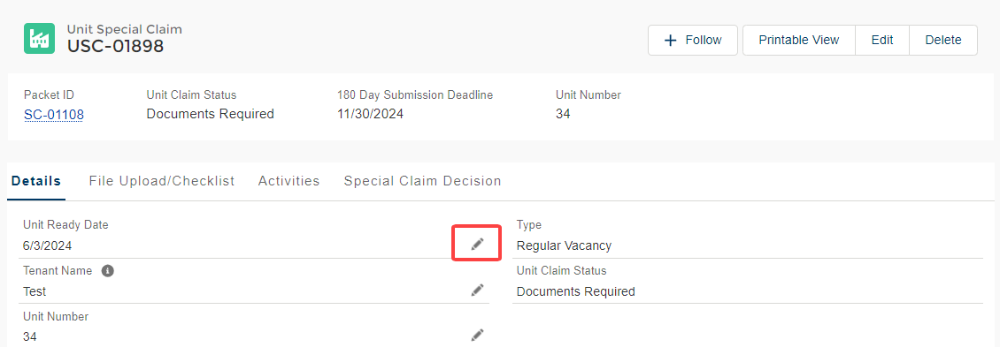 Unit Special Claim
USC-01898
Follow Printable View Edit Delete
Packet ID Unit Claim Status 180 Day Submission Deadline Unit Number
SC-01108 Documents Required 11/30/2024 34
Details File Upload/Checklist Activities Special Claim Decision
Unit Ready Date Type
6/3/2024 Regular Vacancy
Tenant Name Unit Claim Status
Test Documents Required
Unit Number
34